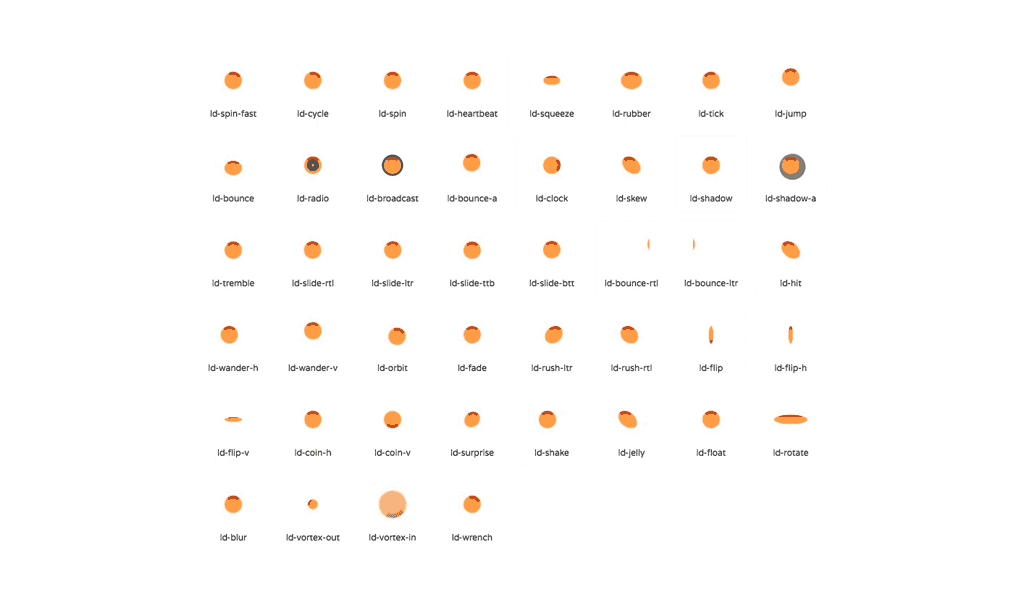 ld-spin-fast ld-cycle ld-spin ld-heartbeat ld-squeeze ld-rubber ld-tick ld-jump
ld-bounce ld-radio ld-broadcast ld-bounce-a ld-clock ld-skew ld-shadow ld-shadow-a
ld-tremble ld-slide-rtl ld-slide-ltr ld-slide-ttb ld-slide-btt ld-bounce-rtl ld-bounce-ltr ld-hit
ld-wander-h ld-wander-v ld-orbit ld-fade ld-rush-ltr ld-rush-rtl ld-flip ld-flip-h
ld-flip-v ld-coin-h ld-coin-v ld-surprise ld-shake ld-jelly ld-float ld-rotate
ld-blur ld-vortex-out ld-vortex-in ld-wrench